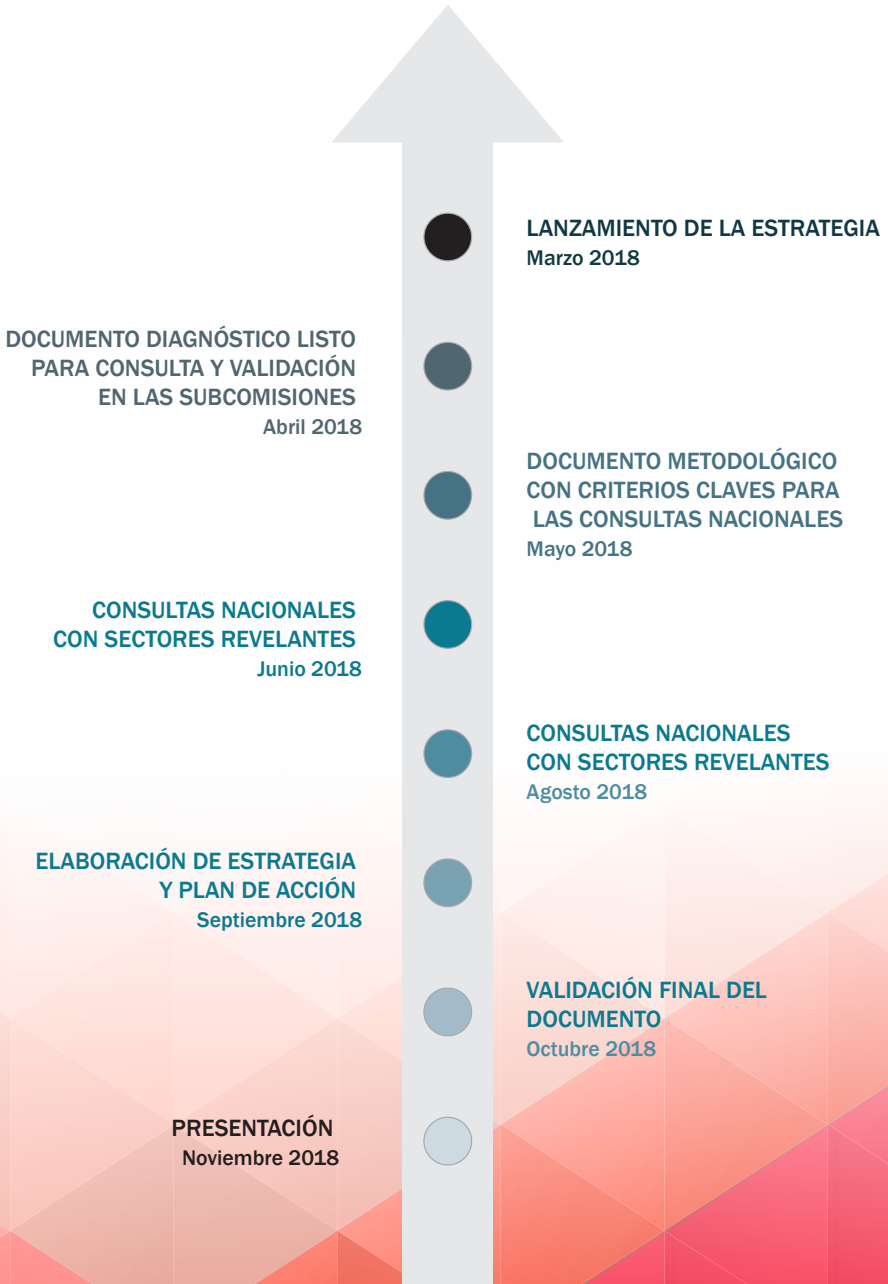 LANZAMIENTO DE LA ESTRATEGIA
Marzo 2018
DOCUMENTO DIAGNÓSTICO LISTO
PARA CONSULTA Y VALIDACIÓN
EN LAS SUBCOMISIONES
Abril 2018
DOCUMENTO METODOLÓGICO
CON CRITERIOS CLAVES PARA
LAS CONSULTAS NACIONALES
Mayo 2018
CONSULTAS NACIONALES
CON SECTORES REVELANTES
Junio 2018
CONSULTAS NACIONALES
CON SECTORES REVELANTES
Agosto 2018
ELABORACIÓN DE ESTRATEGIA
Y PLAN DE ACCIÓN
Septiembre 2018
VALIDACIÓN FINAL DEL
DOCUMENTO
Octubre 2018
PRESENTACIÓN
Noviembre 2018